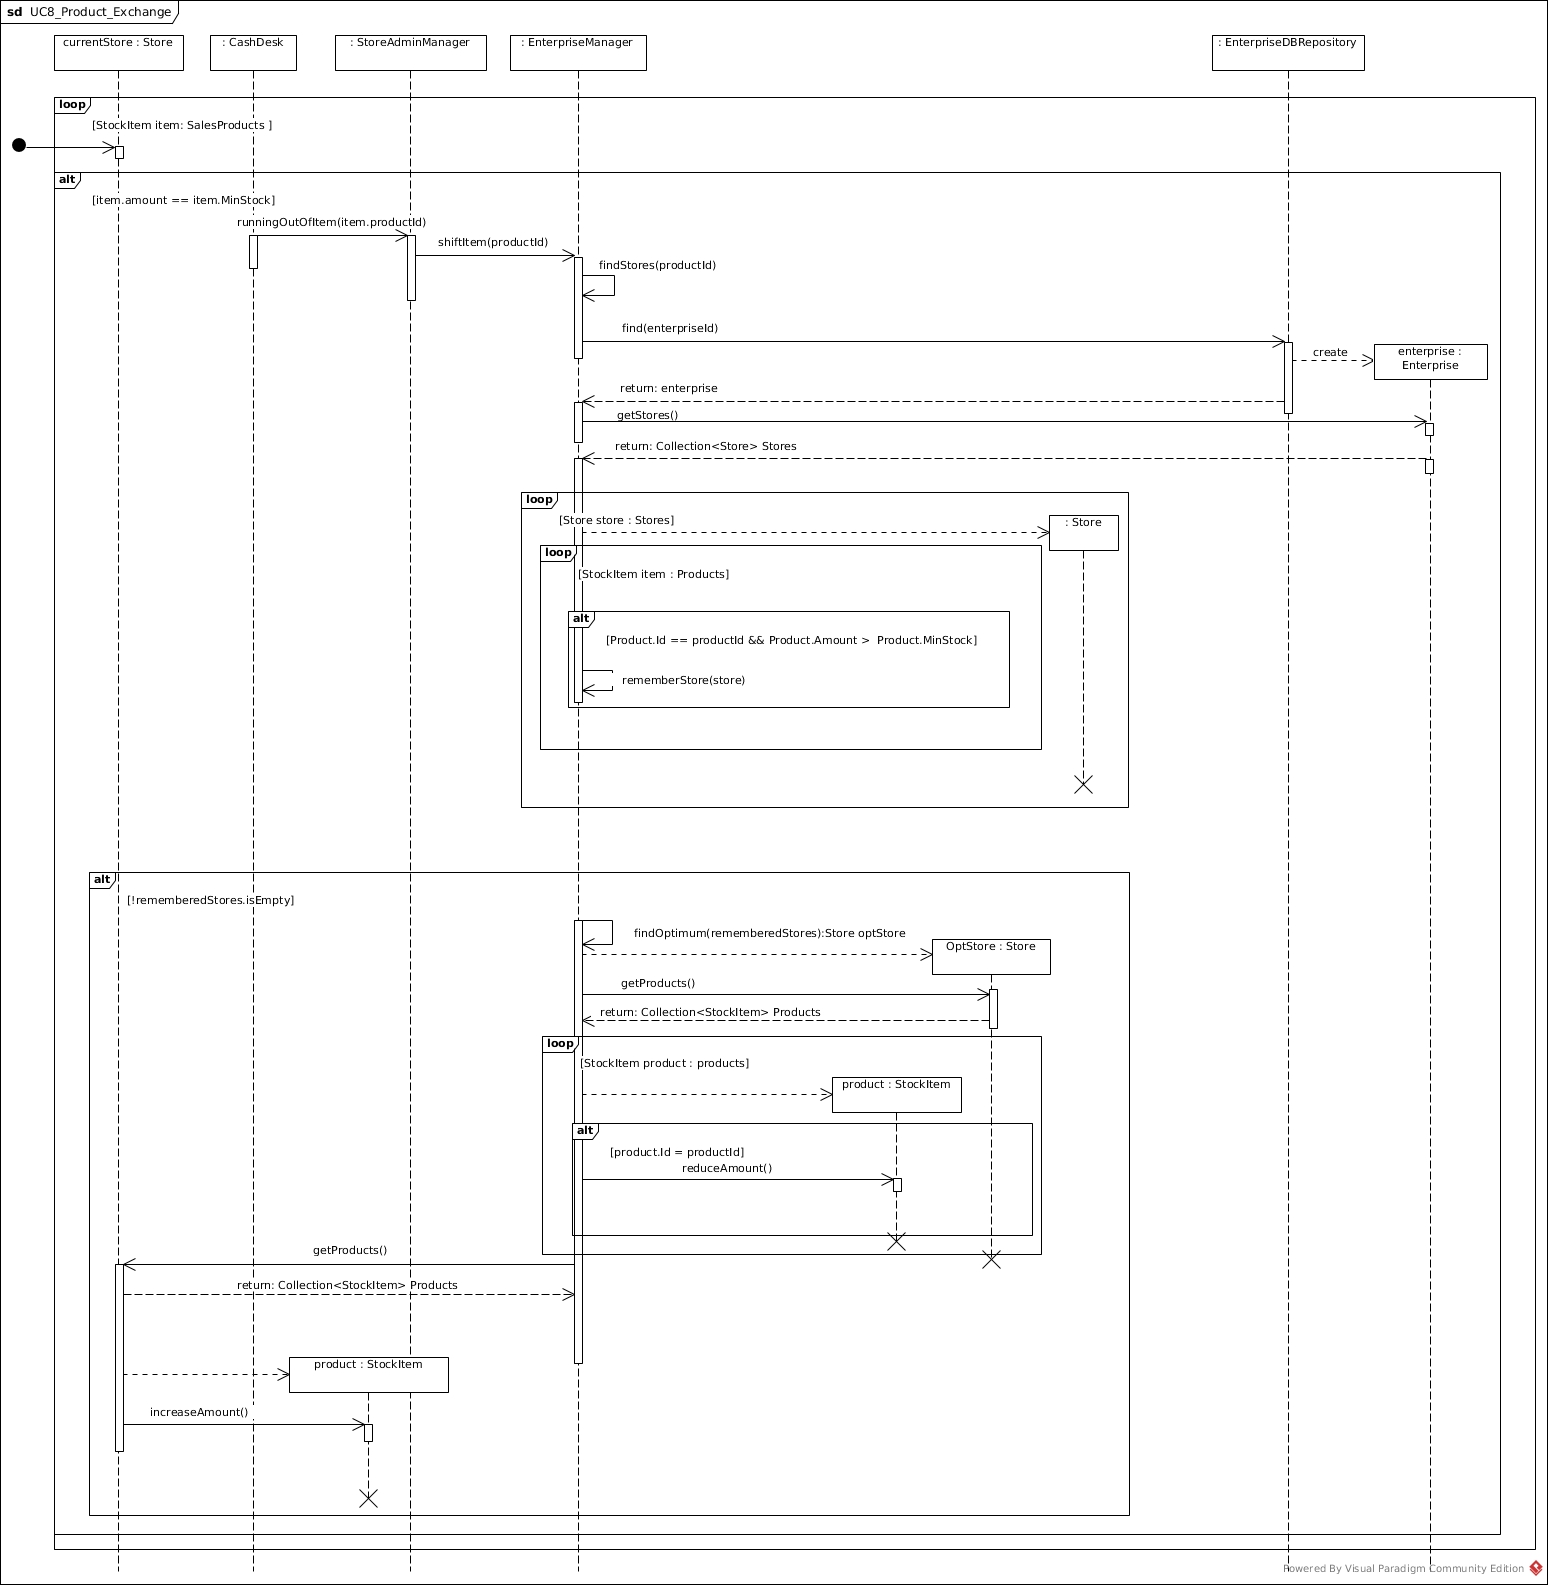 sd UC8_Product_Exchange
currentStore : Store
: CashDesk
: StoreAdminManager
: EnterpriseManager
: EnterpriseDBRepository
loop
[StockItem item: SalesProducts ]
alt
[item.amount == item.MinStock]
runningOutOfItem(item.productId)
shiftItem(productId)
findStores(productId)
find(enterpriseId)
create
enterprise :
Enterprise
return: enterprise
getStores()
return: Collection<Store> Stores
loop
[Store store : Stores]
: Store
loop
[StockItem item : Products]
alt
[Product.Id == productId && Product.Amount > Product.MinStock]
rememberStore(store)
alt
[!rememberedStores.isEmpty]
findOptimum(rememberedStores):Store optStore
OptStore : Store
getProducts()
return: Collection<StockItem> Products
loop
[StockItem product : products]
product : StockItem
alt
[product.Id = productId]
reduceAmount()
getProducts()
return: Collection<StockItem> Products
product : StockItem
increaseAmount()
Powered By Visual Paradigm Community Edition